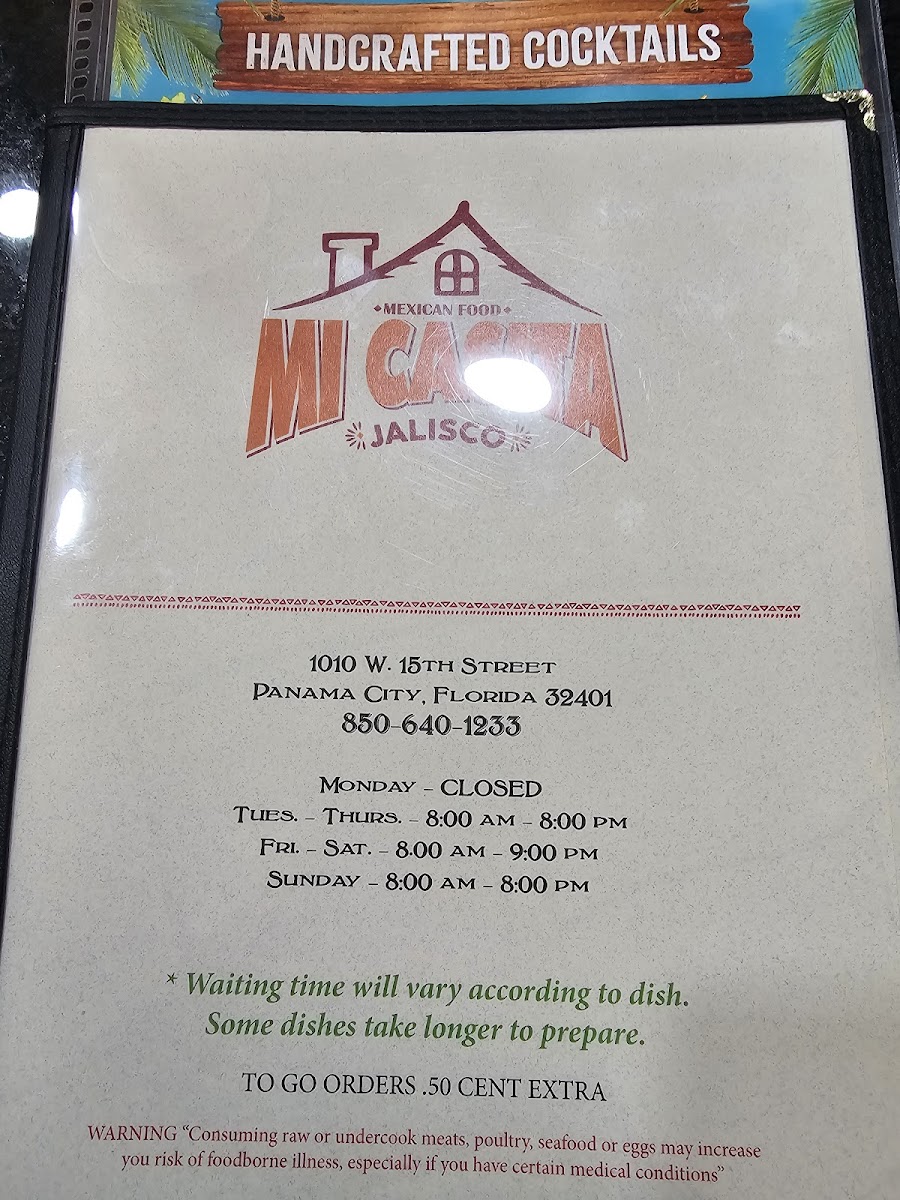 HANDCRAFTED COCKTAILS
MEXICAN FOOD
MI CASITA
JALISCO
1010 W. 15TH STREET
PANAMA CITY, FLORIDA 32401
850-640-1233
MONDAY - CLOSED
TUES. - THURS. - 8:00 AM - 8:00 PM
FRI. - SAT. - 8.00 AM - 9:00 PM
SUNDAY - 8:00 AM - 8:00 PM
* Waiting time will vary according to dish.
Some dishes take longer to prepare.
TO GO ORDERS .50 CENT EXTRA
WARNING “Consuming raw or undercook meats, poultry, seafood or eggs may increase
you risk of foodborne illness, especially if you have certain medical conditions”